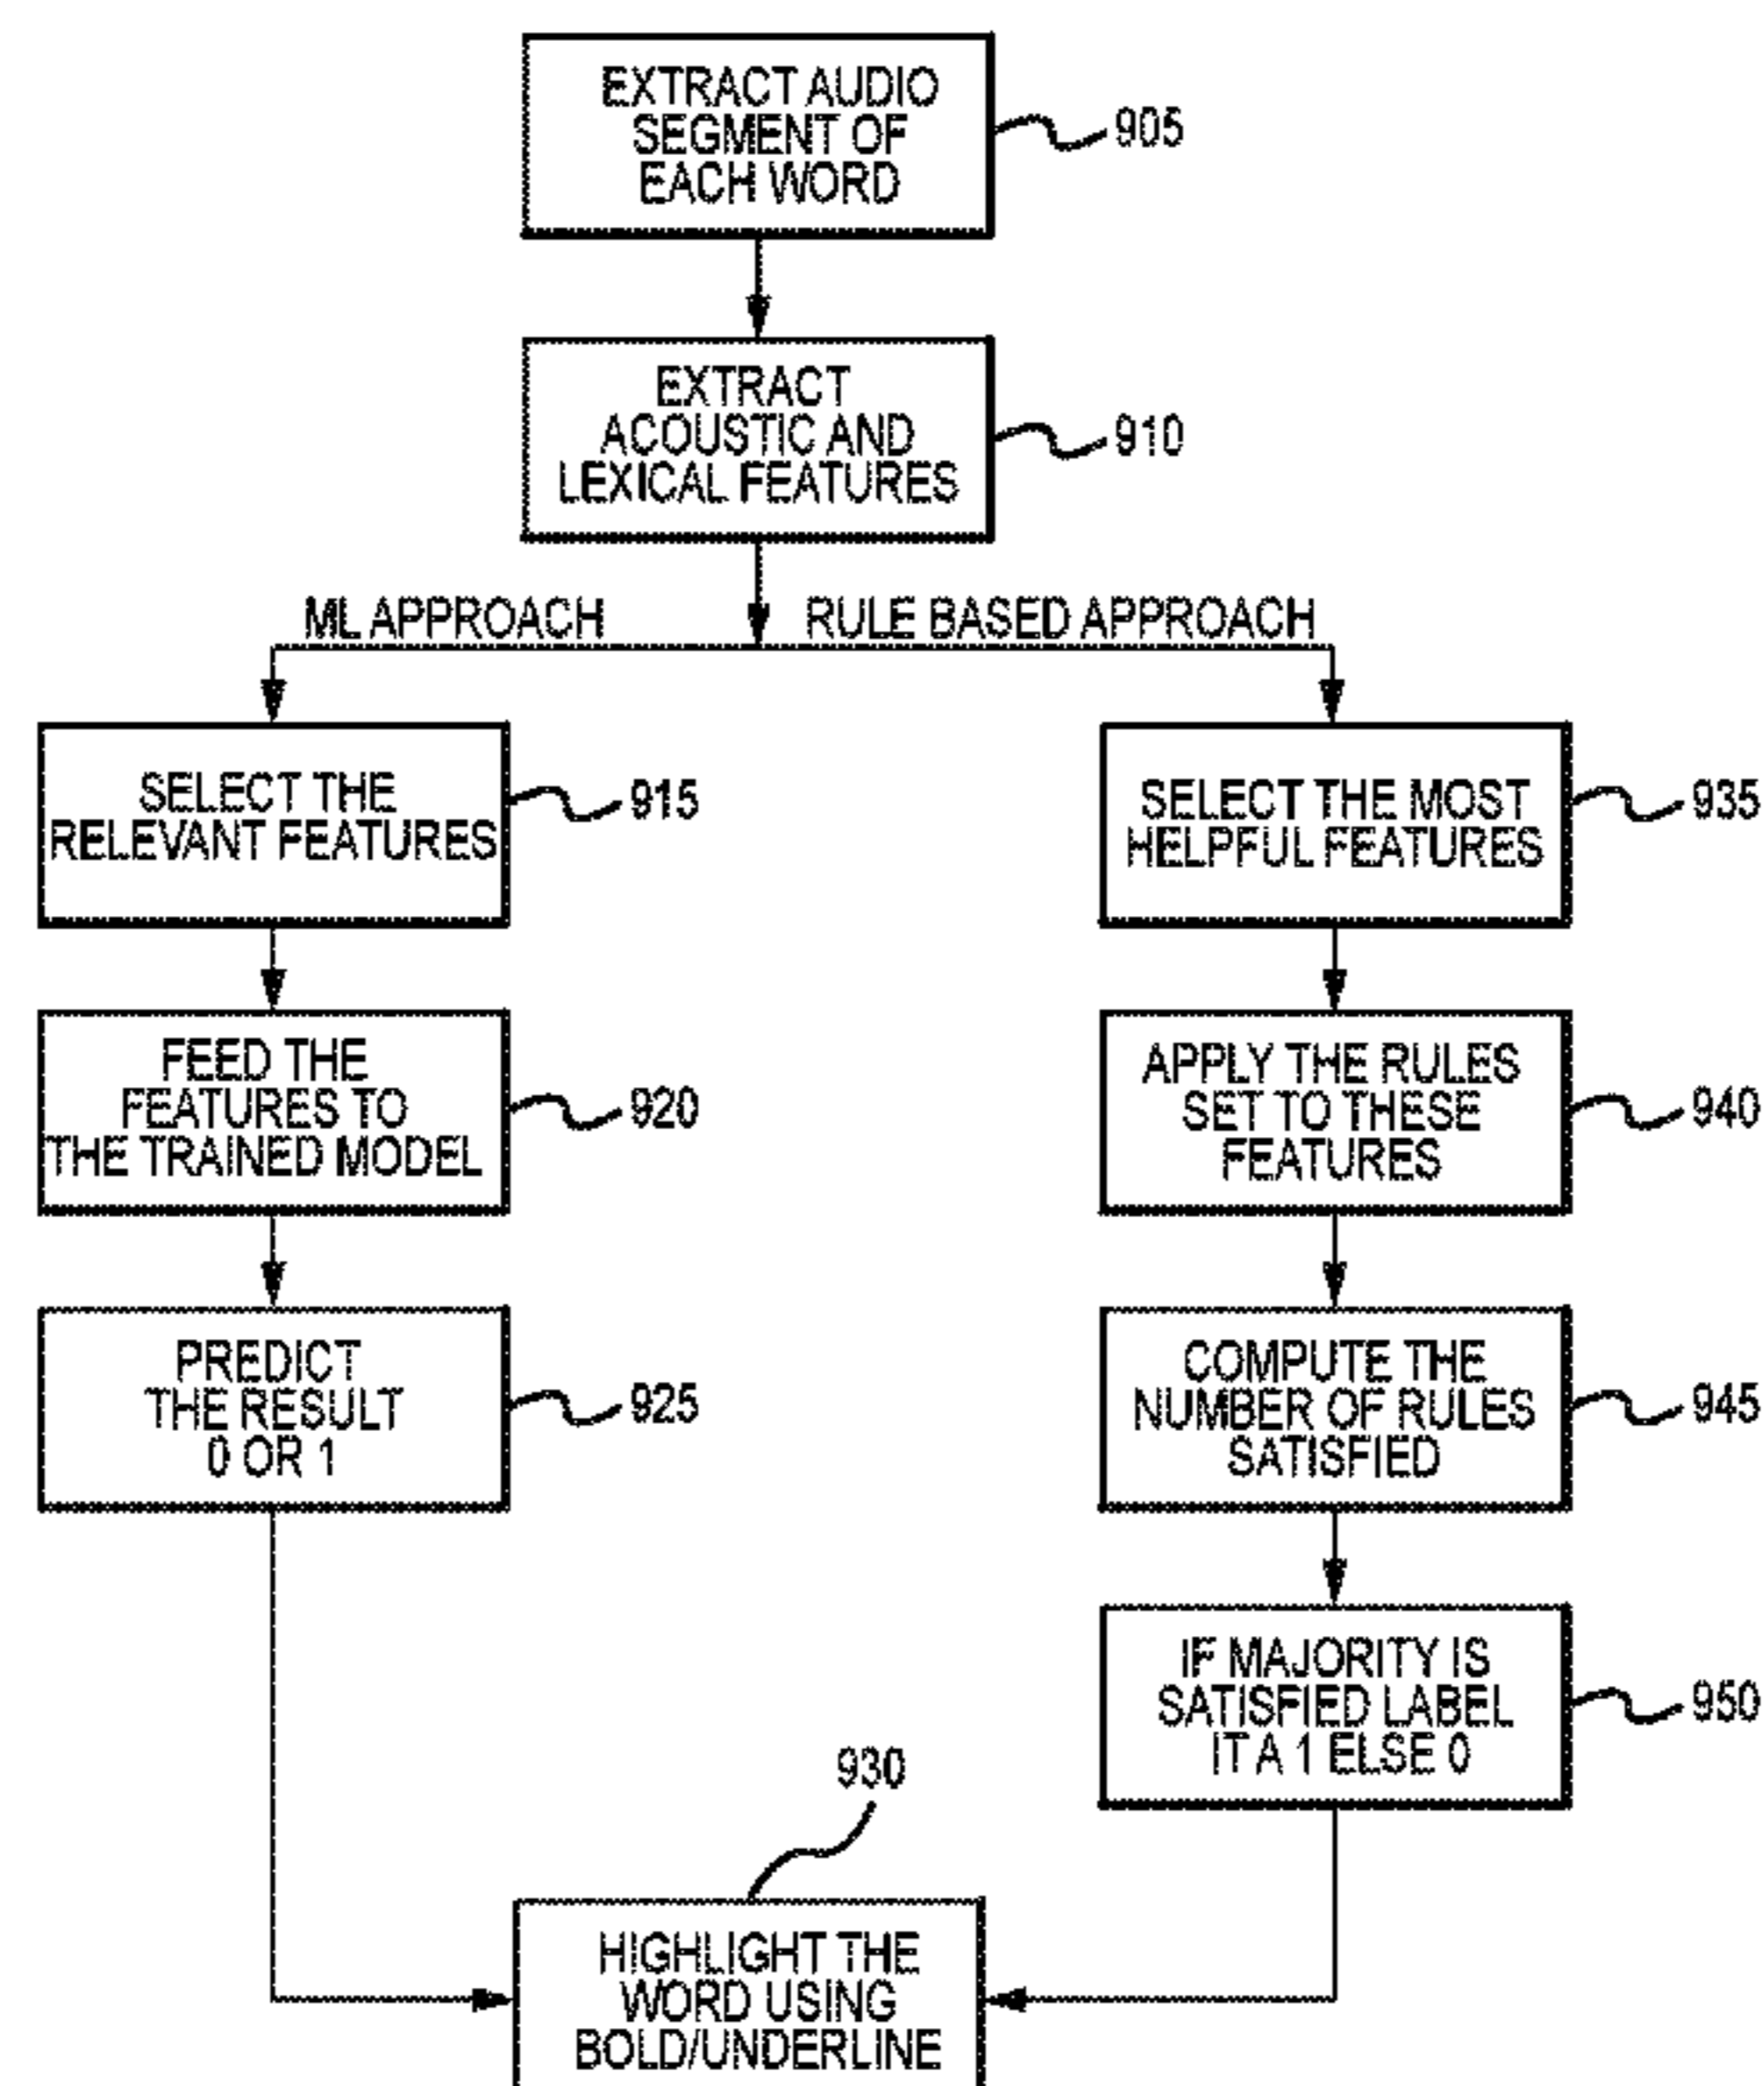 EXTRACT AUDIO
SEGMENT OF
EACH WORD
905
EXTRACT
ACOUSTIC AND
LEXICAL FEATURES
910
ML APPROACH
RULE BASED APPROACH
SELECT THE
RELEVANT FEATURES
915
FEED THE
FEATURES TO
THE TRAINED MODEL
920
PREDICT
THE RESULT
0 OR 1
925
SELECT THE MOST
HELPFUL FEATURES
935
APPLY THE RULES
SET TO THESE
FEATURES
940
COMPUTE THE
NUMBER OF RULES
SATISFIED
945
IF MAJORITY IS
SATISFIED LABEL
IT A 1 ELSE 0
950
930
HIGHLIGHT THE
WORD USING
BOLD/UNDERLINE